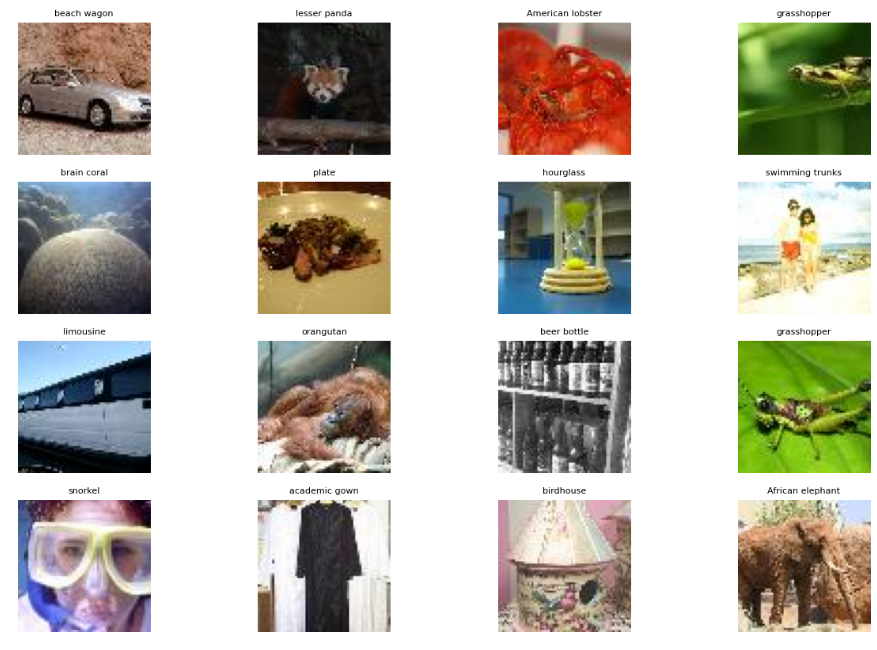 beach wagon
lesser panda
American lobster
grasshopper
brain coral
plate
hourglass
swimming trunks
limousine
orangutan
beer bottle
grasshopper
snorkel
academic gown
birdhouse
African elephant